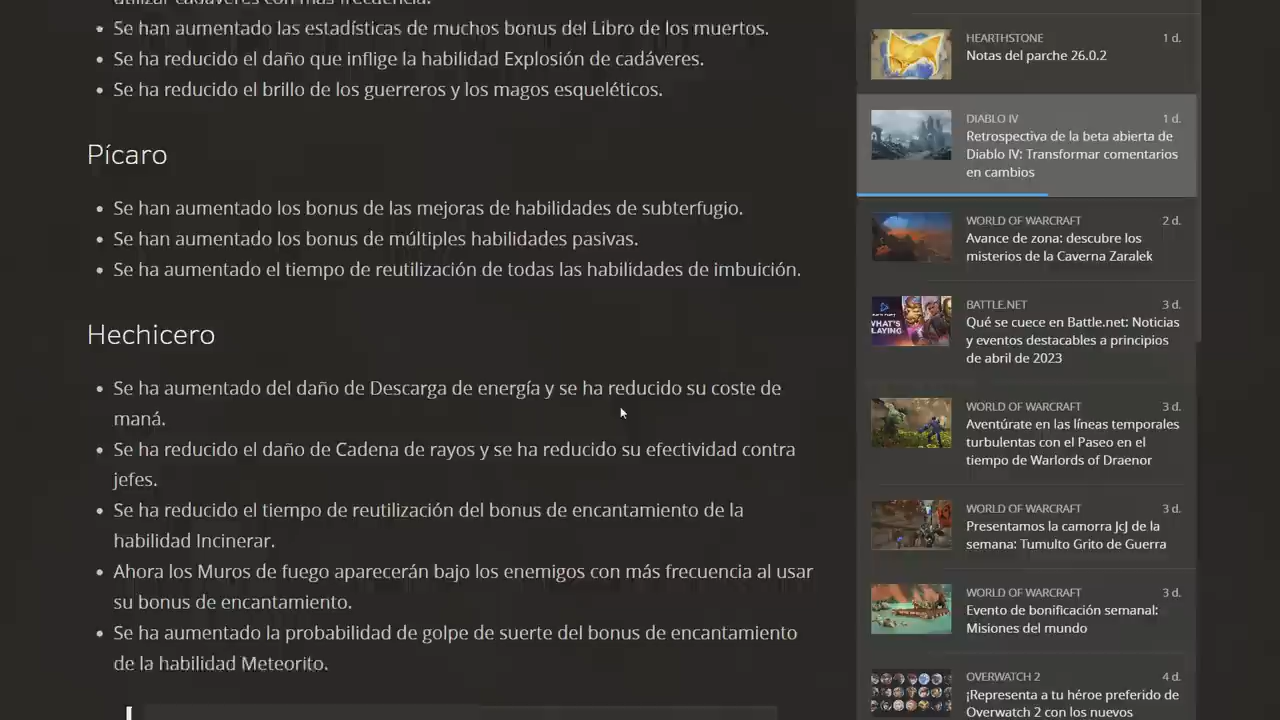 utilizar cadáveres con más frecuencia.
Se han aumentado las estadísticas de muchos bonus del Libro de los muertos.
Se ha reducido el daño que inflige la habilidad Explosión de cadáveres.
Se ha reducido el brillo de los guerreros y los magos esqueléticos.
Pícaro
Se han aumentado los bonus de las mejoras de habilidades de subterfugio.
Se han aumentado los bonus de múltiples habilidades pasivas.
Se ha aumentado el tiempo de reutilización de todas las habilidades de imbuición.
Hechicero
Se ha aumentado del daño de Descarga de energía y se ha reducido su coste de
maná.
Se ha reducido el daño de Cadena de rayos y se ha reducido su efectividad contra
jefes.
Se ha reducido el tiempo de reutilización del bonus de encantamiento de la
habilidad Incinerar.
Ahora los Muros de fuego aparecerán bajo los enemigos con más frecuencia al usar
su bonus de encantamiento.
Se ha aumentado la probabilidad de golpe de suerte del bonus de encantamiento
de la habilidad Meteorito.
HEARTHSTONE 1 d.
Notas del parche 26.0.2
DIABLO IV 1 d.
Retrospectiva de la beta abierta de
Diablo IV: Transformar comentarios
en cambios
WORLD OF WARCRAFT 2 d.
Avance de zona: descubre los
misterios de la Caverna Zaralek
BATTLE.NET 3 d.
WHAT'S
PLAYING
Qué se cuece en Battle.net: Noticias
y eventos destacables a principios
de abril de 2023
WORLD OF WARCRAFT 3 d.
Aventúrate en las líneas temporales
turbulentas con el Paseo en el
tiempo de Warlords of Draenor
WORLD OF WARCRAFT 3 d.
Presentamos la camorra JcJ de la
semana: Tumulto Grito de Guerra
WORLD OF WARCRAFT 3 d.
Evento de bonificación semanal:
Misiones del mundo
OVERWATCH 2 4 d.
¡Representa a tu héroe preferido de
Overwatch 2 con los nuevos